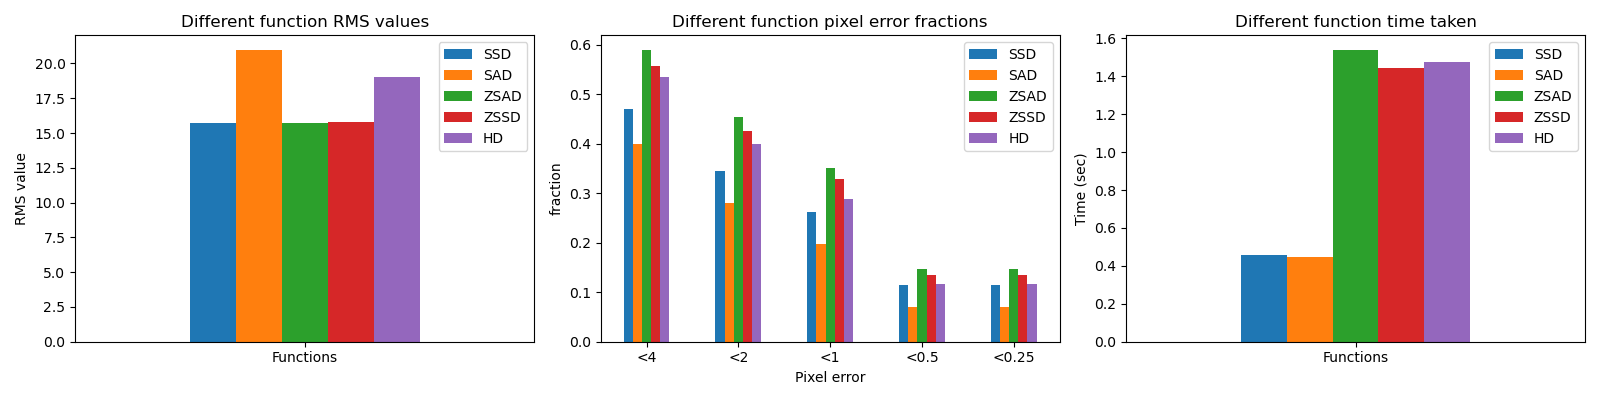 Different function RMS values
RMS value
20.0
17.5
15.0
12.5
10.0
7.5
5.0
2.5
0.0
Functions
SSD
SAD
ZSAD
ZSSD
HD
Different function pixel error fractions
fraction
0.6
0.5
0.4
0.3
0.2
0.1
0.0
<4 <2 <1 <0.5 <0.25
Pixel error
SSD
SAD
ZSAD
ZSSD
HD
Different function time taken
Time (sec)
1.6
1.4
1.2
1.0
0.8
0.6
0.4
0.2
0.0
Functions
SSD
SAD
ZSAD
ZSSD
HD